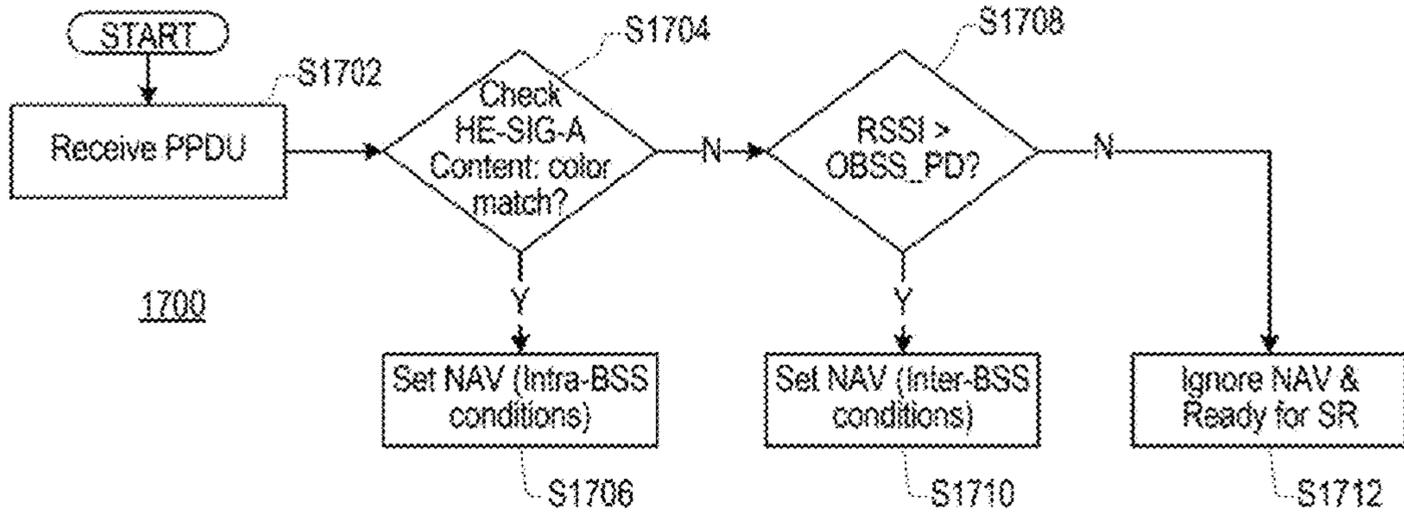 START
S1702
Receive PPDU
S1704
Check
HE-SIG-A
Content: color
match?
N
S1708
RSSI >
OBSS_PD?
N
1700
Y
Y
Set NAV (Intra-BSS
conditions)
S1706
Set NAV (Inter-BSS
conditions)
S1710
Ignore NAV &
Ready for SR
S1712